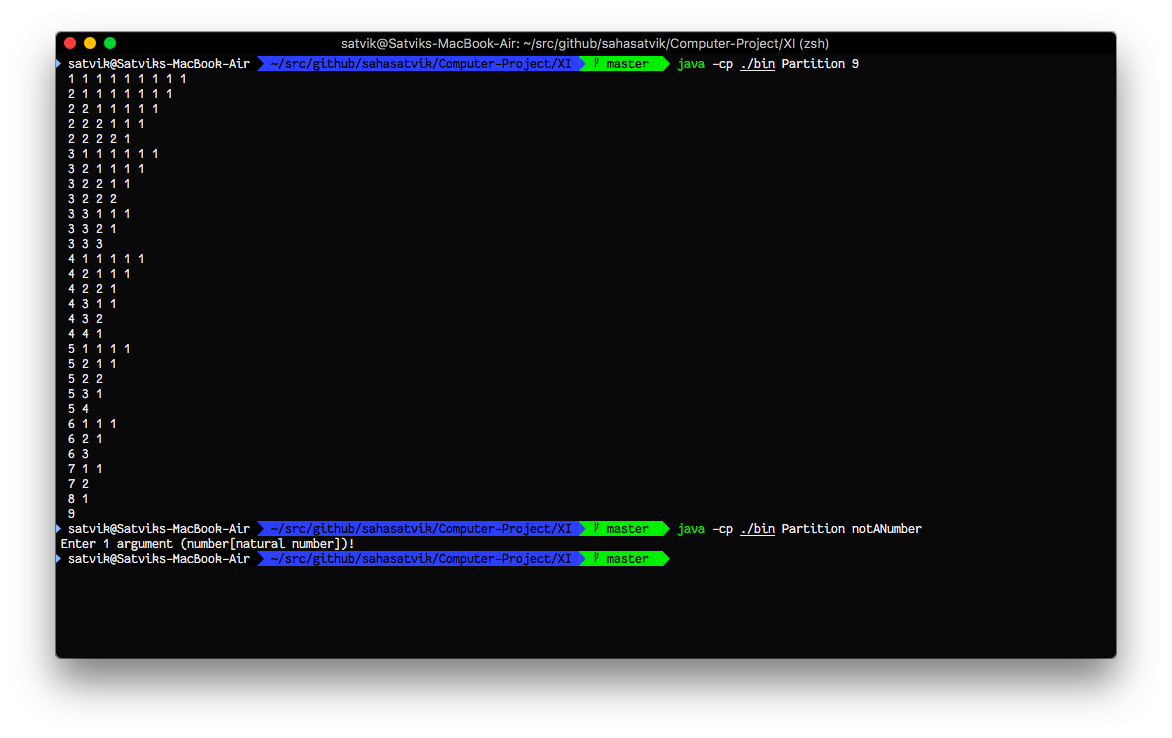 satvik@Satviks-MacBook-Air: ~/src/github/sahasatvik/Computer-Project/XI (zsh)
satvik@Satviks-MacBook-Air ~/src/github/sahasatvik/Computer-Project/XI master java -cp ./bin Partition 9
1 1 1 1 1 1 1 1 1
2 1 1 1 1 1 1 1
2 2 1 1 1 1 1
2 2 2 1 1 1
2 2 2 2 1
3 1 1 1 1 1 1
3 2 1 1 1 1
3 2 2 1 1
3 2 2 2
3 3 1 1 1
3 3 2 1
3 3 3
4 1 1 1 1 1
4 2 1 1 1
4 2 2 1
4 3 1 1
4 3 2
4 4 1
5 1 1 1 1
5 2 1 1
5 2 2
5 3 1
5 4
6 1 1 1
6 2 1
6 3
7 1 1
7 2
8 1
9
satvik@Satviks-MacBook-Air ~/src/github/sahasatvik/Computer-Project/XI master java -cp ./bin Partition notANumber
Enter 1 argument (number[natural number])!
satvik@Satviks-MacBook-Air ~/src/github/sahasatvik/Computer-Project/XI master